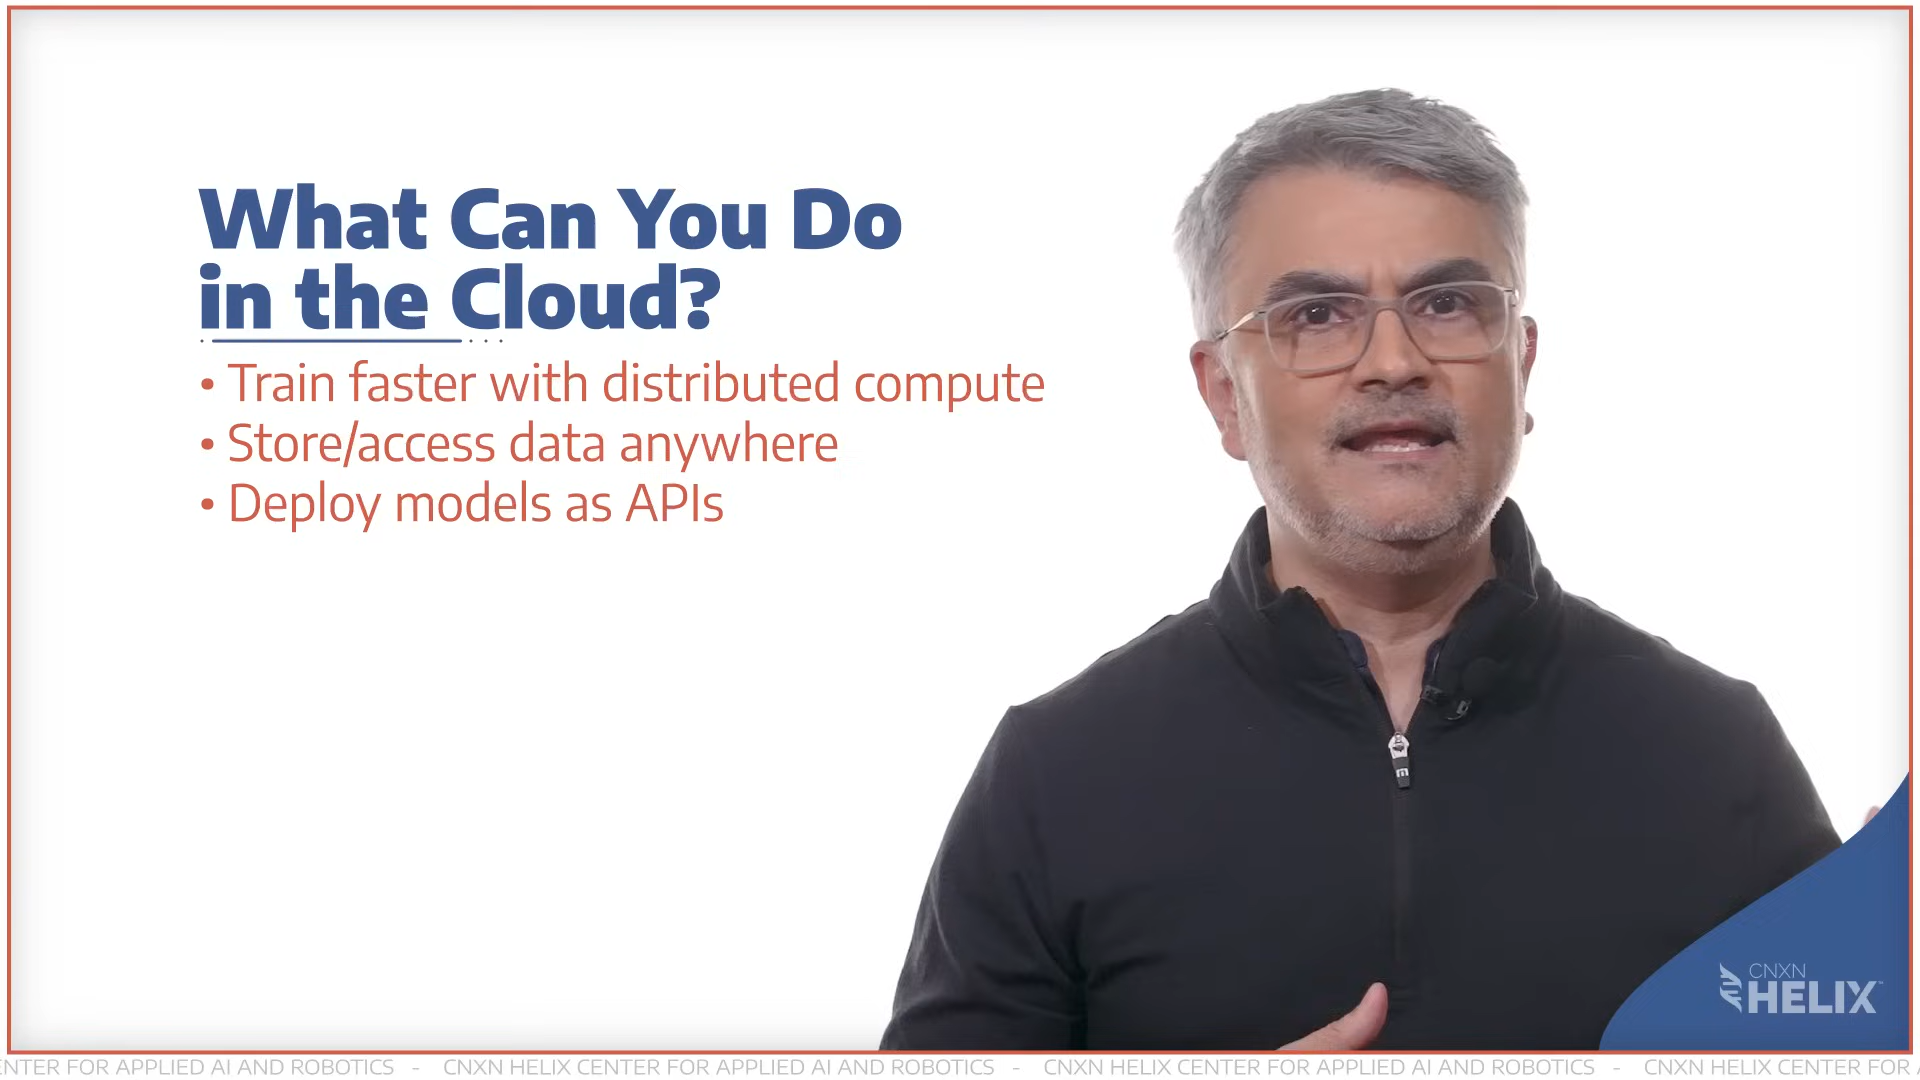 What Can You Do
in the Cloud?
• Train faster with distributed compute
• Store/access data anywhere
• Deploy models as APIs
CNXN
HELIX™
ENTER FOR APPLIED AI AND ROBOTICS - CNXN HELIX CENTER FOR APPLIED AI AND ROBOTICS - CNXN HELIX CENTER FOR APPLIED AI AND ROBOTICS - CNXN HELIX CENTER FOR